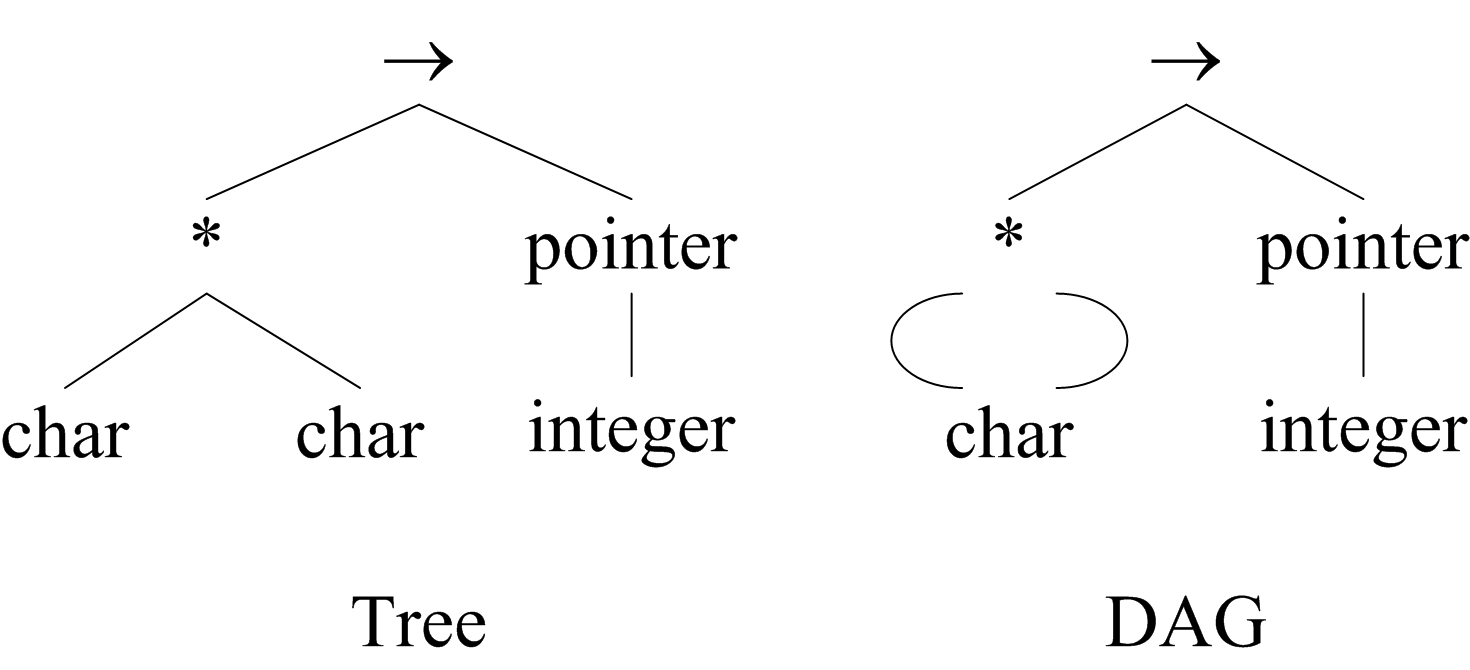 → →
* pointer * pointer
char char integer char integer
Tree DAG